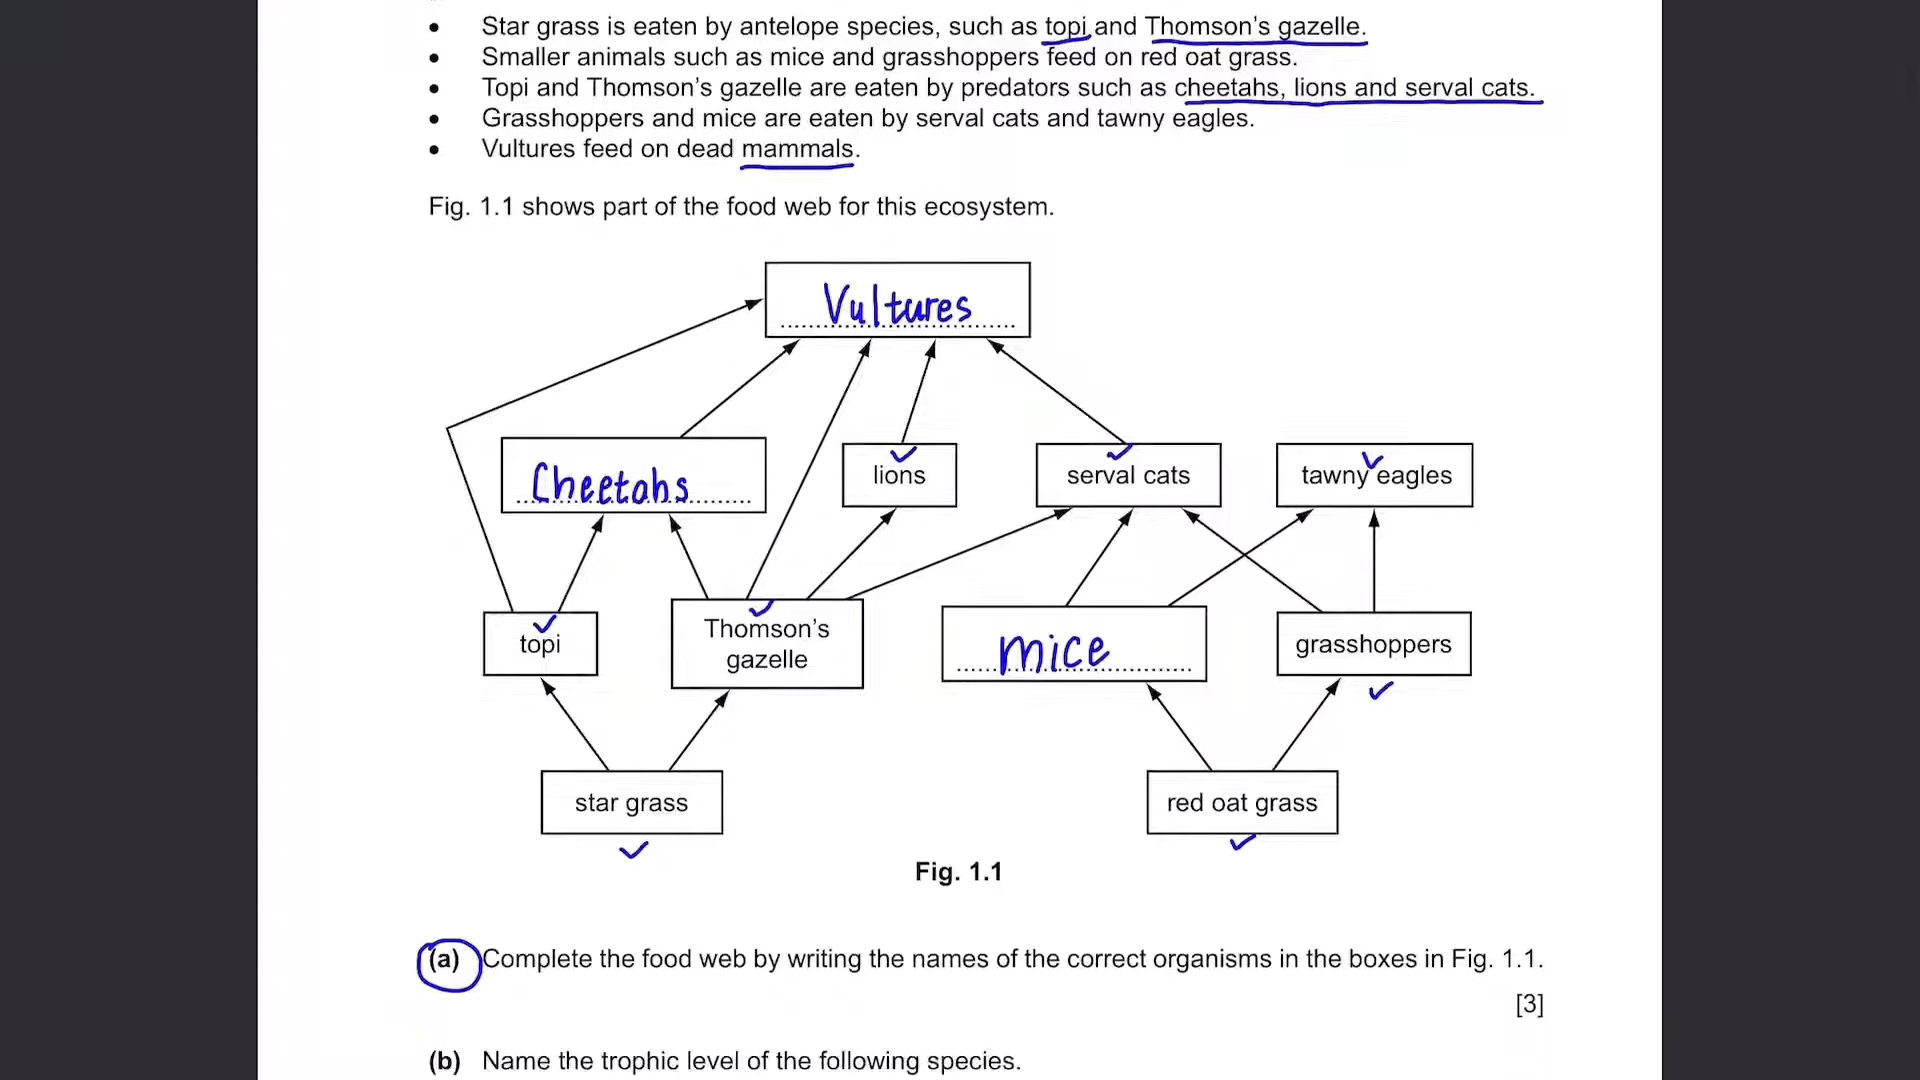 • Star grass is eaten by antelope species, such as topi and Thomson's gazelle.
• Smaller animals such as mice and grasshoppers feed on red oat grass.
• Topi and Thomson's gazelle are eaten by predators such as cheetahs, lions and serval cats.
• Grasshoppers and mice are eaten by serval cats and tawny eagles.
• Vultures feed on dead mammals.
Fig. 1.1 shows part of the food web for this ecosystem.
Vultures
Cheetahs
lions
serval cats
tawny eagles
topi
Thomson's
gazelle
mice
grasshoppers
star grass
red oat grass
Fig. 1.1
(a) Complete the food web by writing the names of the correct organisms in the boxes in Fig. 1.1.
[3]
(b) Name the trophic level of the following species.